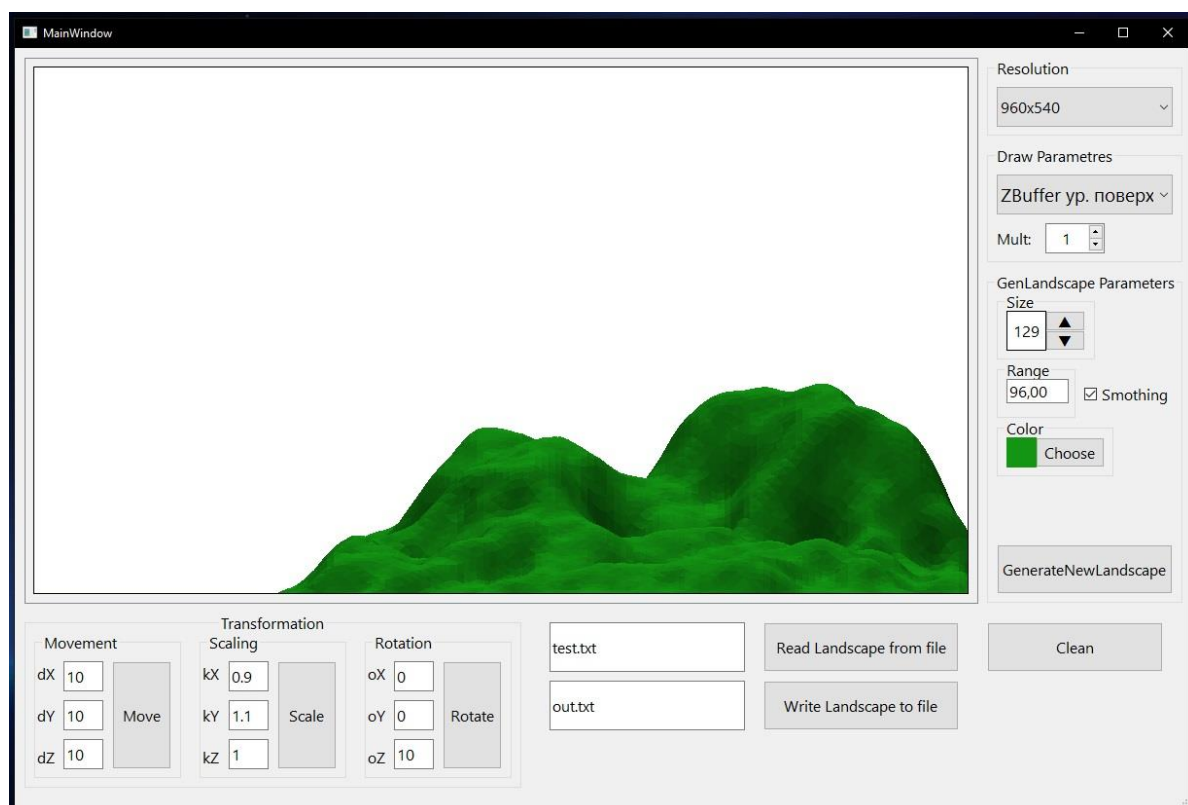 MainWindow
Resolution
960x540
Draw Parametres
ZBuffer ур. поверх
Mult:
1
GenLandscape Parameters
Size
129
Range
96,00
Smothing
Color
Choose
GenerateNewLandscape
Transformation
Movement
Scaling
Rotation
dX 10
kX 0.9
oX 0
dY 10
Move
kY 1.1
Scale
oY 0
Rotate
dZ 10
kZ 1
oZ 10
test.txt
Read Landscape from file
Clean
out.txt
Write Landscape to file